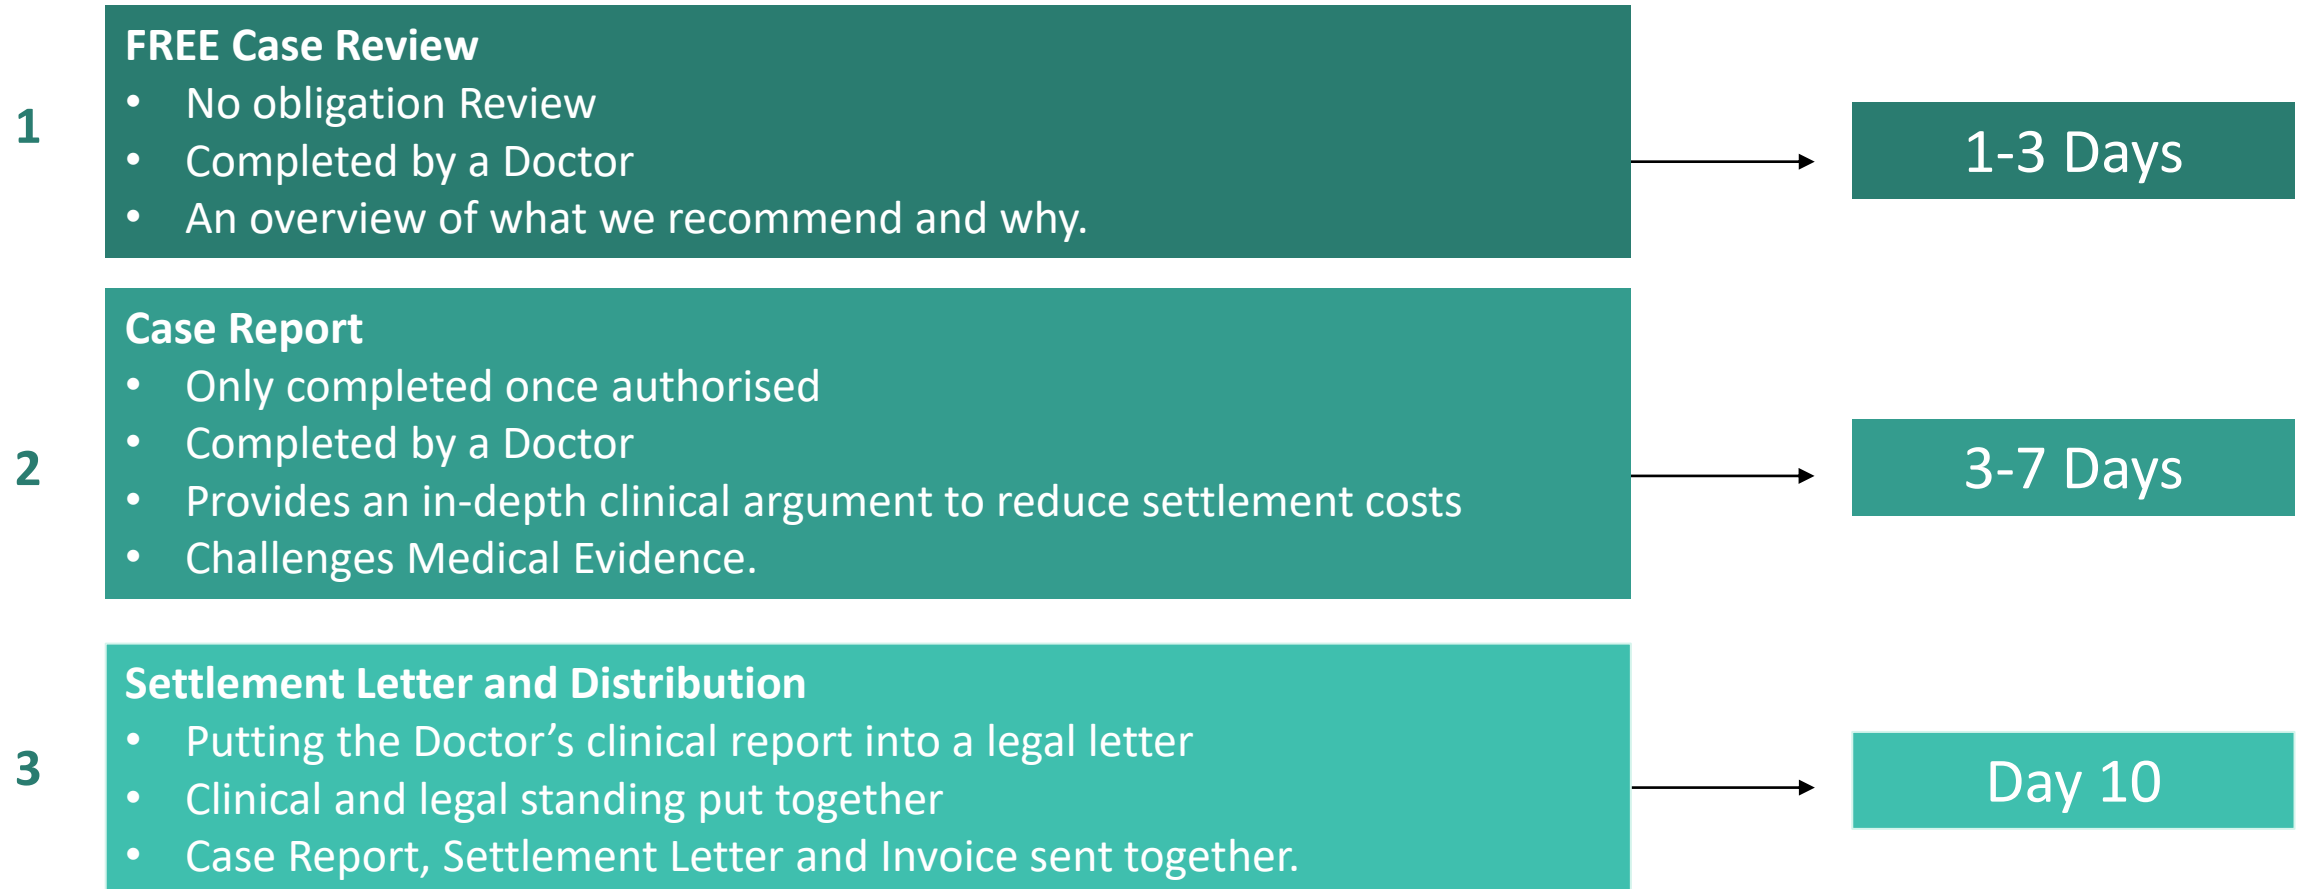 1
FREE Case Review
• No obligation Review
• Completed by a Doctor
• An overview of what we recommend and why.
1-3 Days
2
Case Report
• Only completed once authorised
• Completed by a Doctor
• Provides an in-depth clinical argument to reduce settlement costs
• Challenges Medical Evidence.
3-7 Days
3
Settlement Letter and Distribution
• Putting the Doctor’s clinical report into a legal letter
• Clinical and legal standing put together
• Case Report, Settlement Letter and Invoice sent together.
Day 10